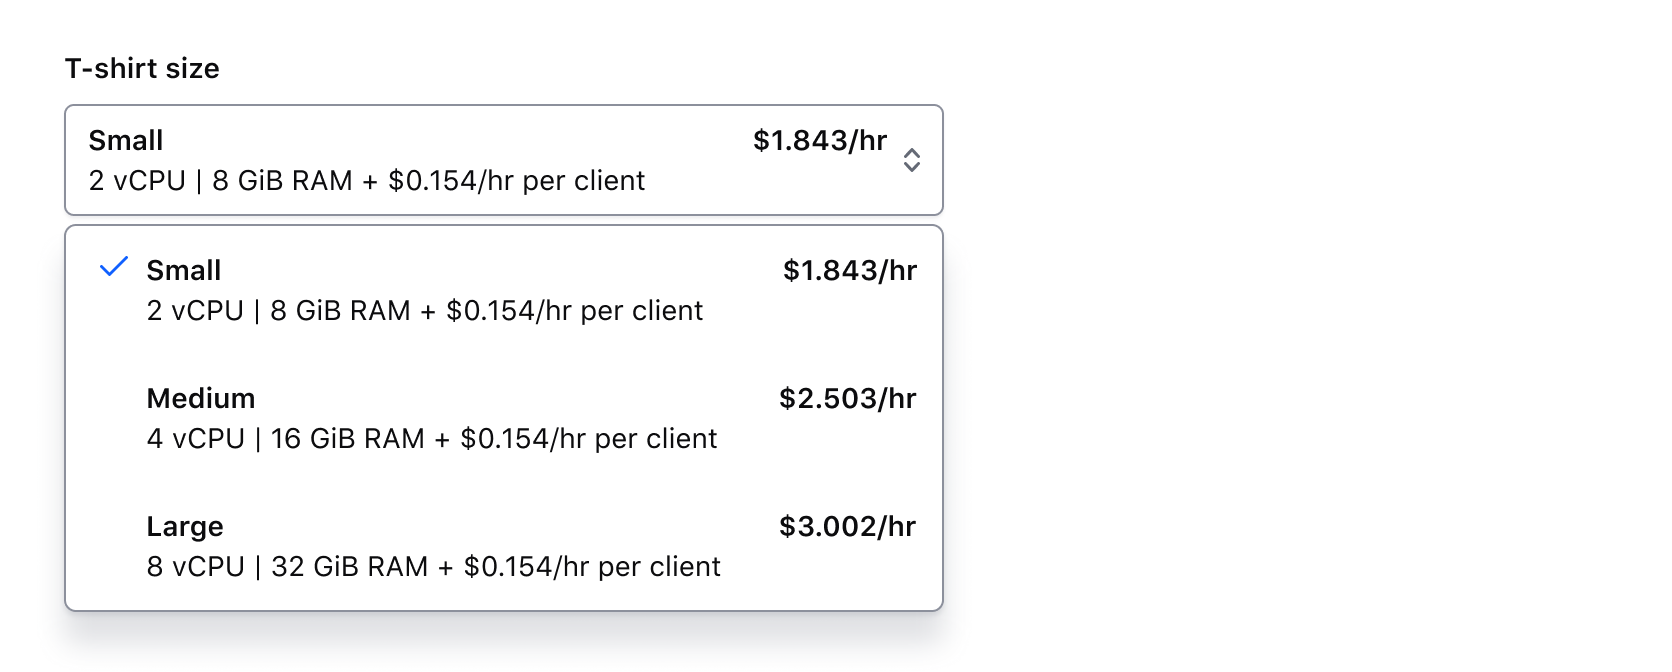 T-shirt size
Small $1.843/hr
2 vCPU | 8 GiB RAM + $0.154/hr per client
Small $1.843/hr
2 vCPU | 8 GiB RAM + $0.154/hr per client
Medium $2.503/hr
4 vCPU | 16 GiB RAM + $0.154/hr per client
Large $3.002/hr
8 vCPU | 32 GiB RAM + $0.154/hr per client